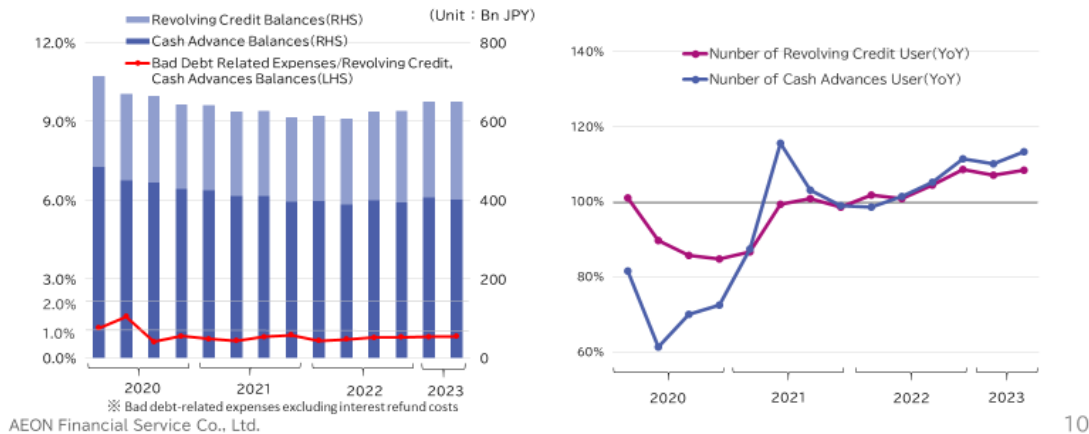 Revolving Credit Balances(RHS)
(Unit：Bn JPY)
Cash Advance Balances(RHS)
Bad Debt Related Expenses/Revolving Credit,
Cash Advances Balances(LHS)
12.0%
9.0%
6.0%
3.0%
2.0%
1.0%
0.0%
800
600
400
200
0
2020
2021
2022
2023
※ Bad debt-related expenses excluding interest refund costs
Nunber of Revolving Credit User(YoY)
Nunber of Cash Advances User(YoY)
140%
120%
100%
80%
60%
2020
2021
2022
2023
AEON Financial Service Co., Ltd.
10